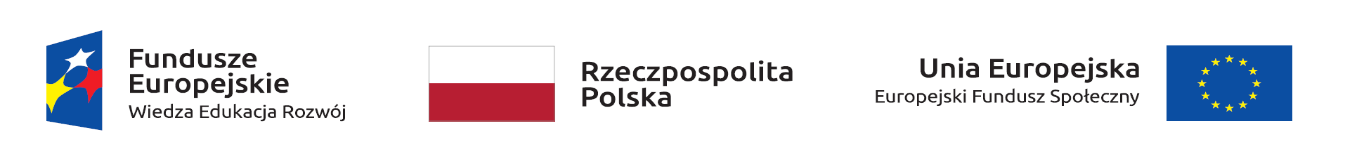 Fundusze
Europejskie
Wiedza Edukacja Rozwój
Rzeczpospolita
Polska
Unia Europejska
Europejski Fundusz Społeczny